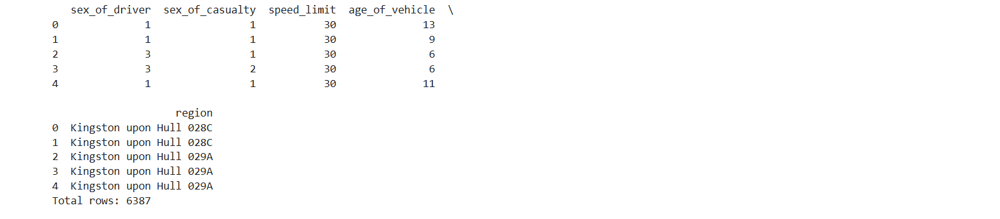 sex_of_driver sex_of_casualty speed_limit age_of_vehicle \
0 1 1 30 13
1 1 1 30 9
2 3 1 30 6
3 3 2 30 6
4 1 1 30 11
region
0 Kingston upon Hull 028C
1 Kingston upon Hull 028C
2 Kingston upon Hull 029A
3 Kingston upon Hull 029A
4 Kingston upon Hull 029A
Total rows: 6387